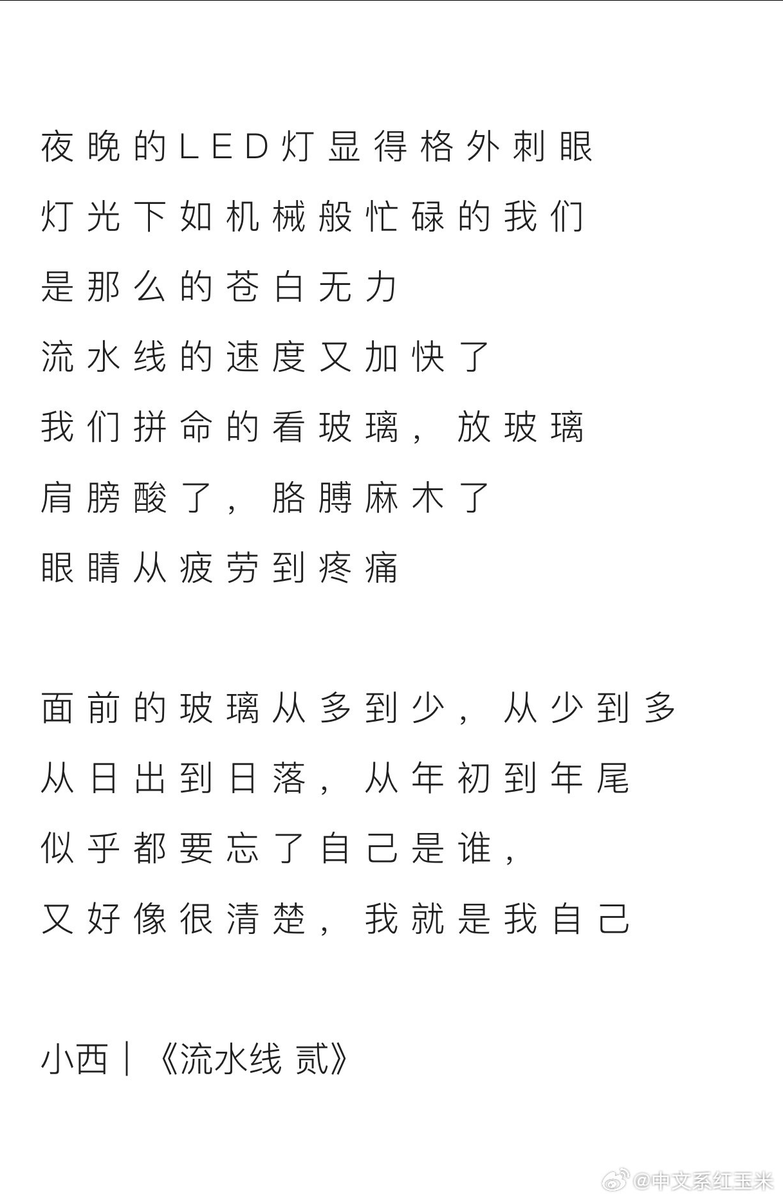 夜晚的LED灯显得格外刺眼
灯光下如机械般忙碌的我们
是那么的苍白无力
流水线的速度又加快了
我们拼命的看玻璃，放玻璃
肩膀酸了，胳膊麻木了
眼睛从疲劳到疼痛
面前的玻璃从多到少，从少到多
从日出到日落，从年初到年尾
似乎都要忘了自己是谁，
又好像很清楚，我就是我自己
小西｜《流水线 贰》
@中文系红玉米